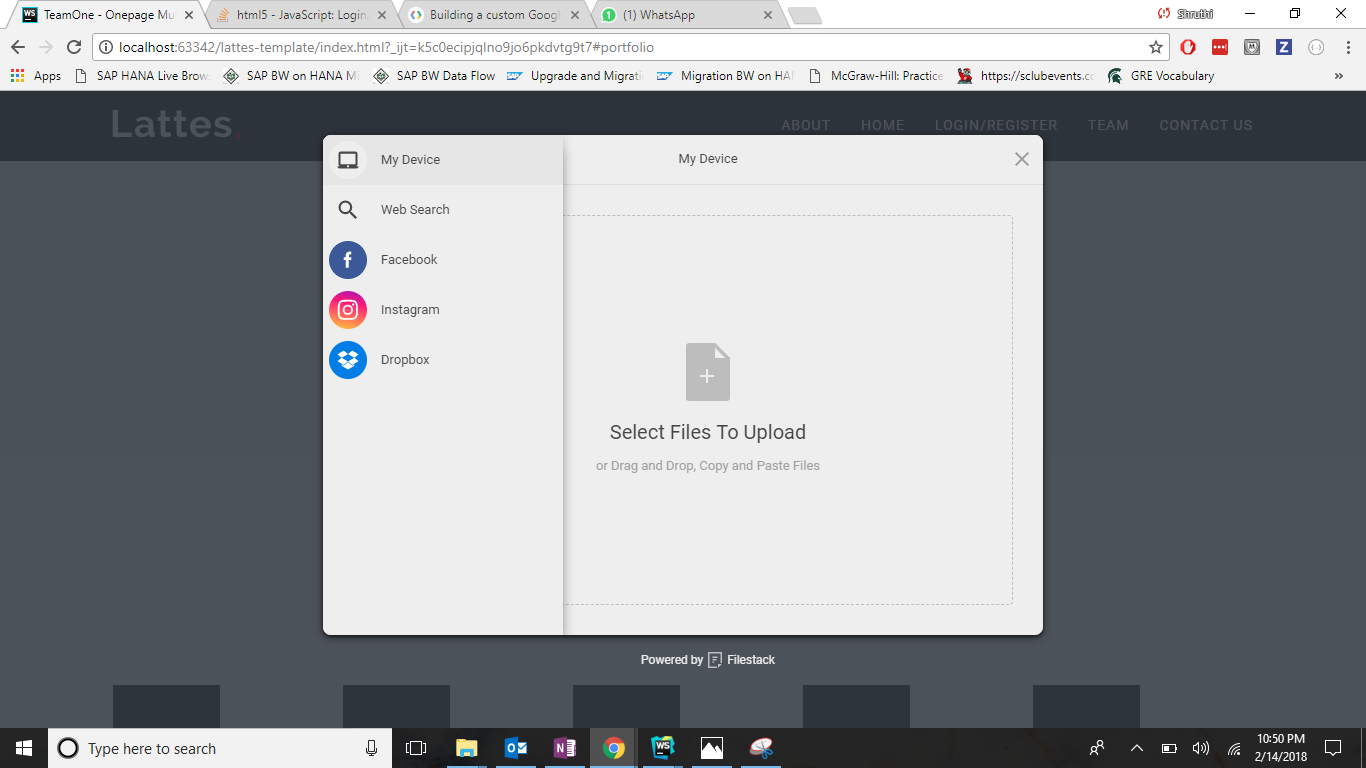 TeamOne - Onepage Mu
html5 - JavaScript: Login,
Building a custom Googl
(1) WhatsApp
Shruthi
localhost:63342/lattes-template/index.html?_ijt=k5c0ecipjqlno9jo6pkdvtg9t7#portfolio
Apps
SAP HANA Live Brow
SAP BW on HANA Mi
SAP BW Data Flow
Upgrade and Migrati
Migration BW on HA
McGraw-Hill: Practice
https://sclubevents.cc
GRE Vocabulary
Lattes.
ABOUT
HOME
LOGIN/REGISTER
TEAM
CONTACT US
My Device
Web Search
Facebook
Instagram
Dropbox
My Device
Select Files To Upload
or Drag and Drop, Copy and Paste Files
Powered by Filestack
Type here to search
10:50 PM
2/14/2018